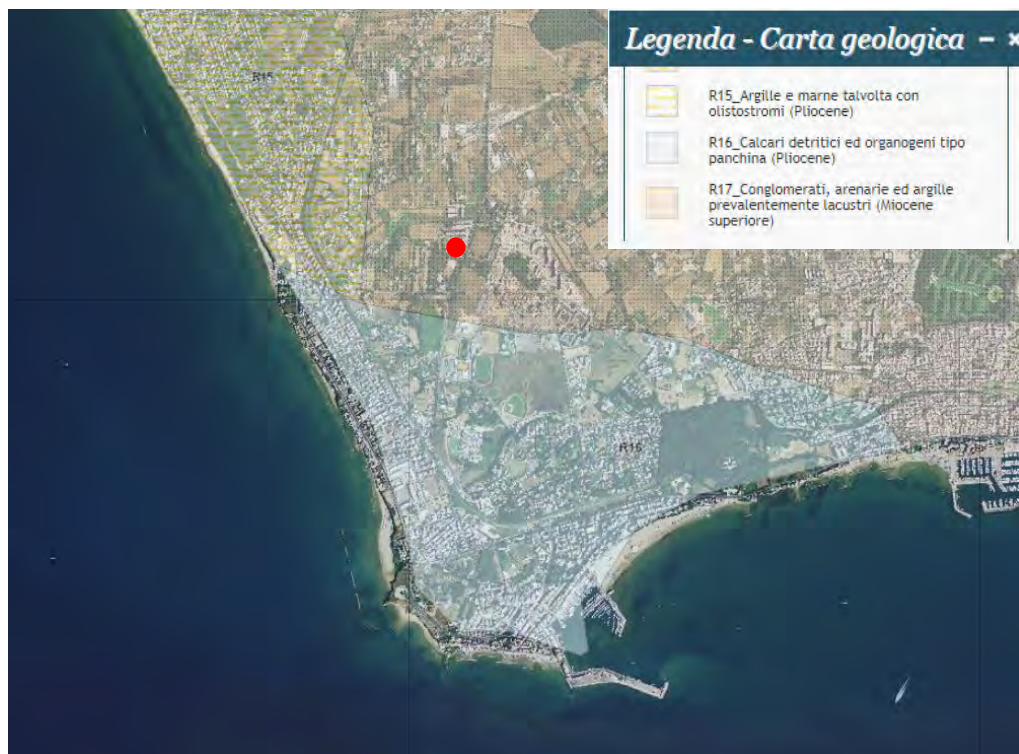 Legenda - Carta geologica – ×
R15_Argille e marne talvolta con
olistostromi (Pliocene)
R16_Calcari detritici ed organogeni tipo
panchina (Pliocene)
R17_Conglomerati, arenarie ed argille
prevalentemente lacustri (Miocene
superiore)
R15
R16